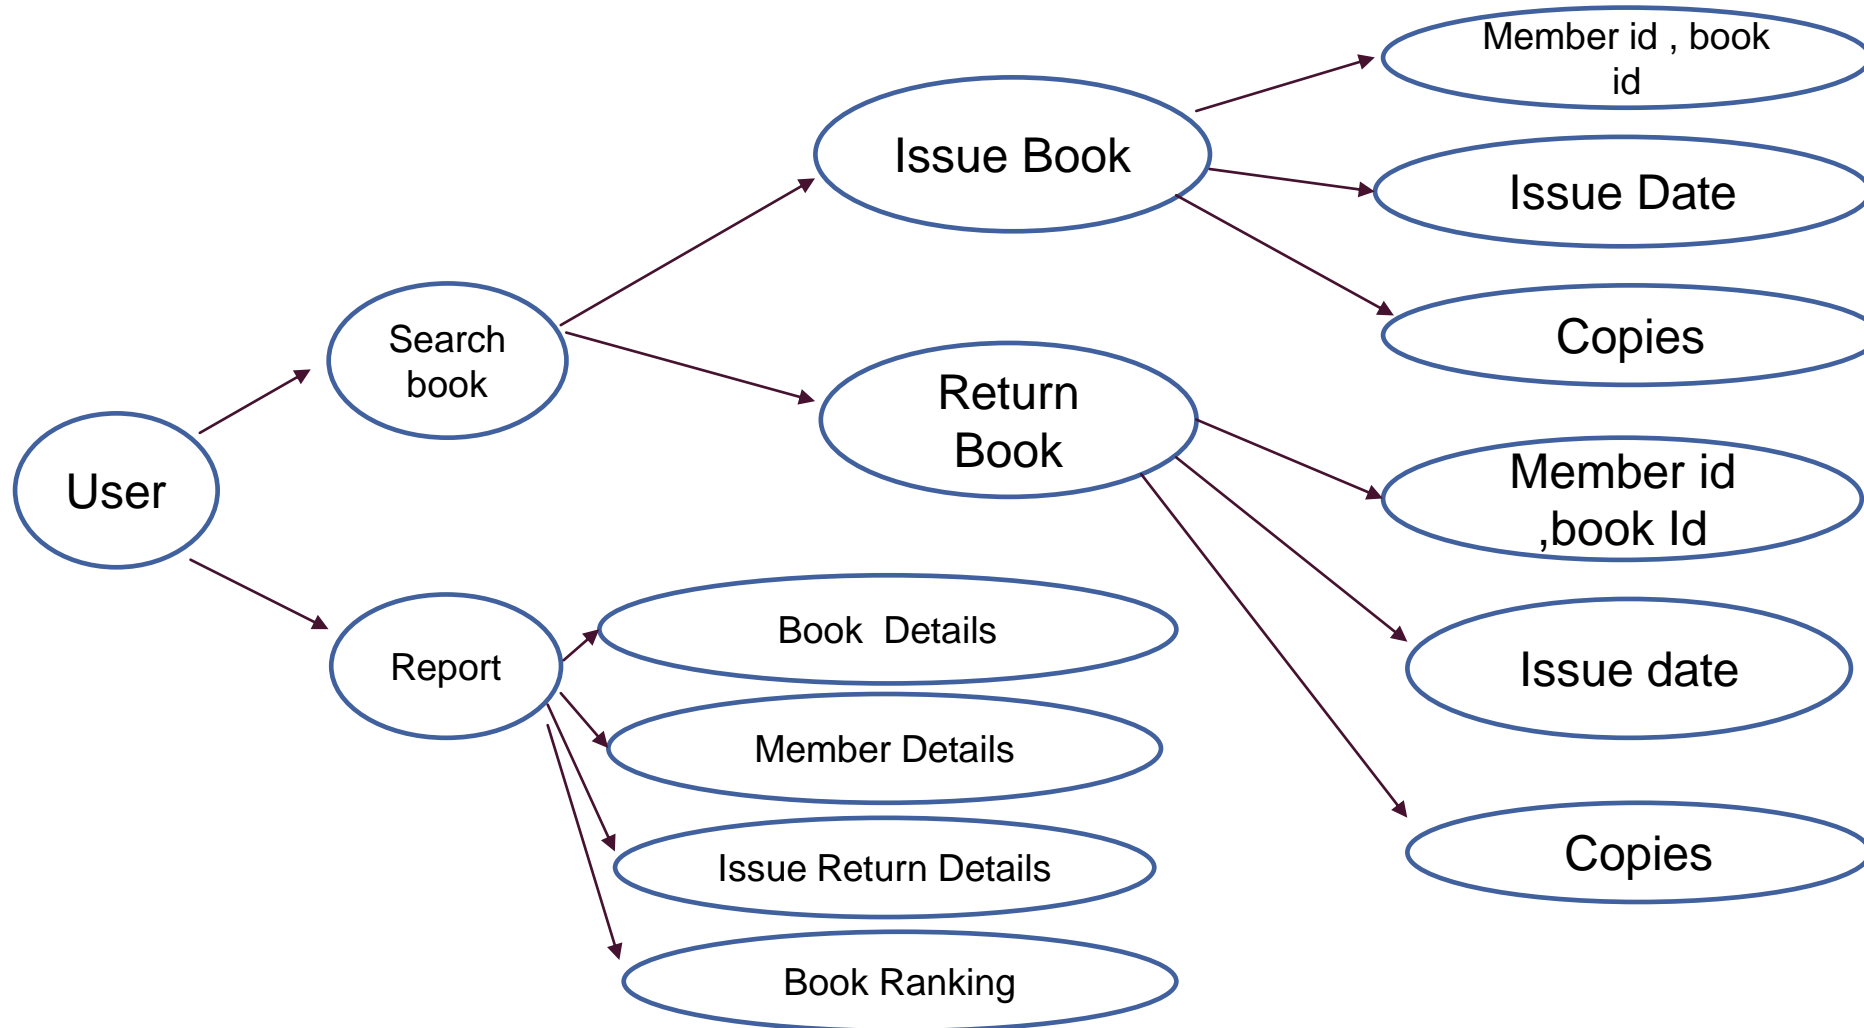 Member id , book
id
Issue Book
Issue Date
Copies
Search
book
Return
Book
User
Member id
,book Id
Report
Book  Details
Issue date
Member Details
Issue Return Details
Copies
Book Ranking